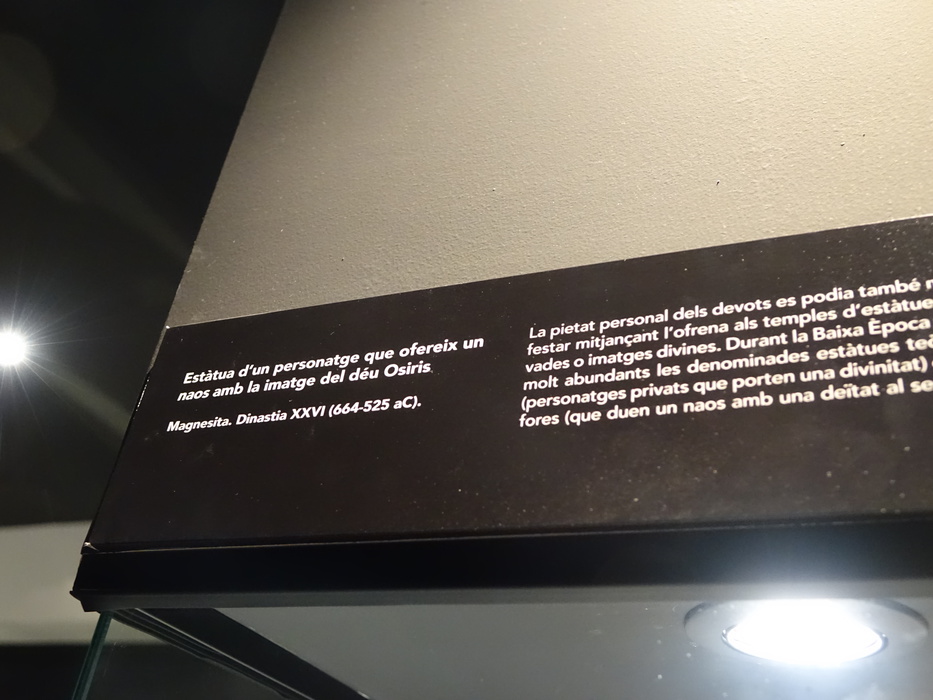 Estàtua d'un personatge que ofereix un
naos amb la imatge del déu Osiris
Magnesita. Dinastia XXVI (664-525 aC).
La pietat personal dels devots es podia també
festar mitjançant l'ofrena als temples d'estàtue
vades o imatges divines. Durant la Baixa Època
molt abundants les denominades estàtues
(personatges privats que porten una divinitat)
fores (que duen un naos amb una deïtat al